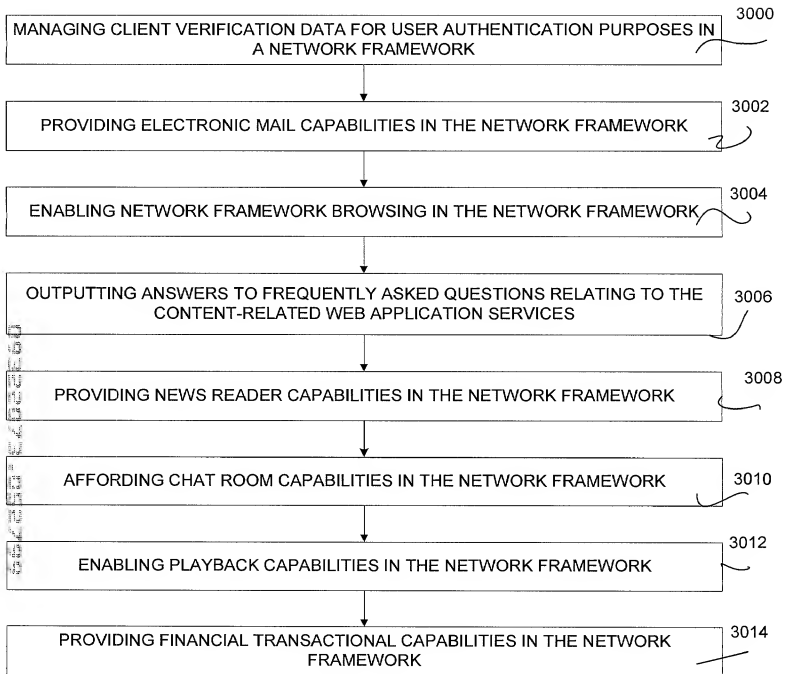 3000
MANAGING CLIENT VERIFICATION DATA FOR USER AUTHENTICATION PURPOSES IN
A NETWORK FRAMEWORK
3002
PROVIDING ELECTRONIC MAIL CAPABILITIES IN THE NETWORK FRAMEWORK
3004
ENABLING NETWORK FRAMEWORK BROWSING IN THE NETWORK FRAMEWORK
3006
OUTPUTTING ANSWERS TO FREQUENTLY ASKED QUESTIONS RELATING TO THE
CONTENT-RELATED WEB APPLICATION SERVICES
3008
PROVIDING NEWS READER CAPABILITIES IN THE NETWORK FRAMEWORK
3010
AFFORDING CHAT ROOM CAPABILITIES IN THE NETWORK FRAMEWORK
3012
ENABLING PLAYBACK CAPABILITIES IN THE NETWORK FRAMEWORK
3014
PROVIDING FINANCIAL TRANSACTIONAL CAPABILITIES IN THE NETWORK
FRAMEWORK